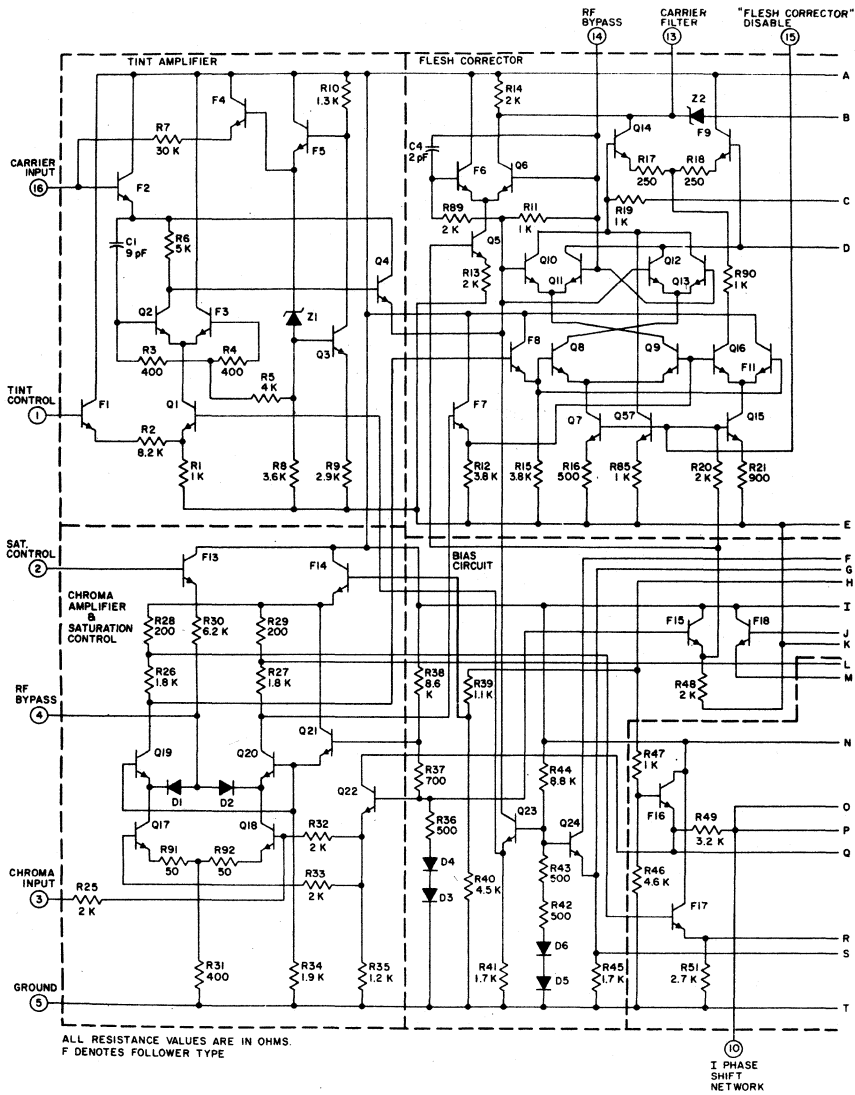 RF
BYPASS
14
CARRIER
FILTER
13
"FLESH CORRECTOR"
DISABLE
15
TINT AMPLIFIER
FLESH CORRECTOR
A
R10
1.3 K
F4
R14
2 K
Z2
B
R7
30 K
F5
F9
Q14
C4
2 pF
F6
Q6
R17
250
R18
250
CARRIER
INPUT
16
F2
R89
2 K
R11
1 K
R19
1 K
C
C1
9 pF
R6
5 K
Q4
Q5
R13
2 K
D
Q10
Q11
Q12
Q13
R90
1 K
Q2
F3
Z1
Q3
F8
Q8
Q9
Q16
F11
R3
400
R4
400
R5
4 K
TINT
CONTROL
1
F1
Q1
R2
8.2 K
F7
Q7
Q57
Q15
R1
1 K
R8
3.6 K
R9
2.9 K
R12
3.8 K
R15
3.8 K
R16
500
R85
1 K
R20
2 K
R21
900
E
SAT.
CONTROL
2
F13
F14
BIAS
CIRCUIT
F
G
H
CHROMA
AMPLIFIER
&
SATURATION
CONTROL
R28
200
R30
6.2 K
R29
200
I
F15
F18
J
K
R26
1.8 K
R27
1.8 K
R38
8.6
K
R39
1.1 K
R48
2 K
L
M
RF
BYPASS
4
Q19
Q20
Q21
N
R37
700
R44
8.8 K
R47
1 K
D1
D2
Q22
Q23
Q24
F16
O
Q17
Q18
R32
2 K
R36
500
R49
3.2 K
P
R91
50
R92
50
D4
R43
500
Q
CHROMA
INPUT
3
R25
2 K
R33
2 K
D3
R40
4.5 K
R42
500
R46
4.6 K
F17
R
D6
S
R31
400
R34
1.9 K
R35
1.2 K
R41
1.7 K
D5
R45
1.7 K
R51
2.7 K
GROUND
5
T
ALL RESISTANCE VALUES ARE IN OHMS.
F DENOTES FOLLOWER TYPE
10
I PHASE
SHIFT
NETWORK